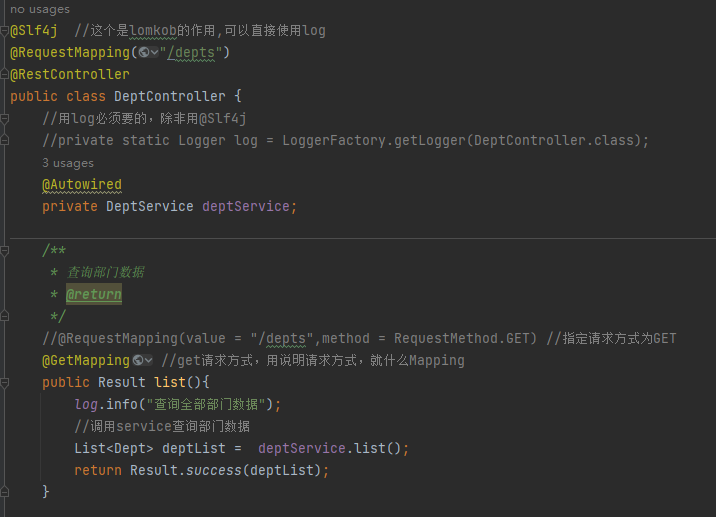 no usages
@Slf4j  //这个是lomkob的作用,可以直接使用log
@RequestMapping("/depts")
@RestController
public class DeptController {
//用log必须要的，除非用@Slf4j
//private static Logger log = LoggerFactory.getLogger(DeptController.class);
3 usages
@Autowired
private DeptService deptService;
/**
* 查询部门数据
* @return
*/
//@RequestMapping(value = "/depts",method = RequestMethod.GET) //指定请求方式为GET
@GetMapping //get请求方式，用说明请求方式，就什么Mapping
public Result list(){
log.info("查询全部部门数据");
//调用service查询部门数据
List<Dept> deptList =  deptService.list();
return Result.success(deptList);
}